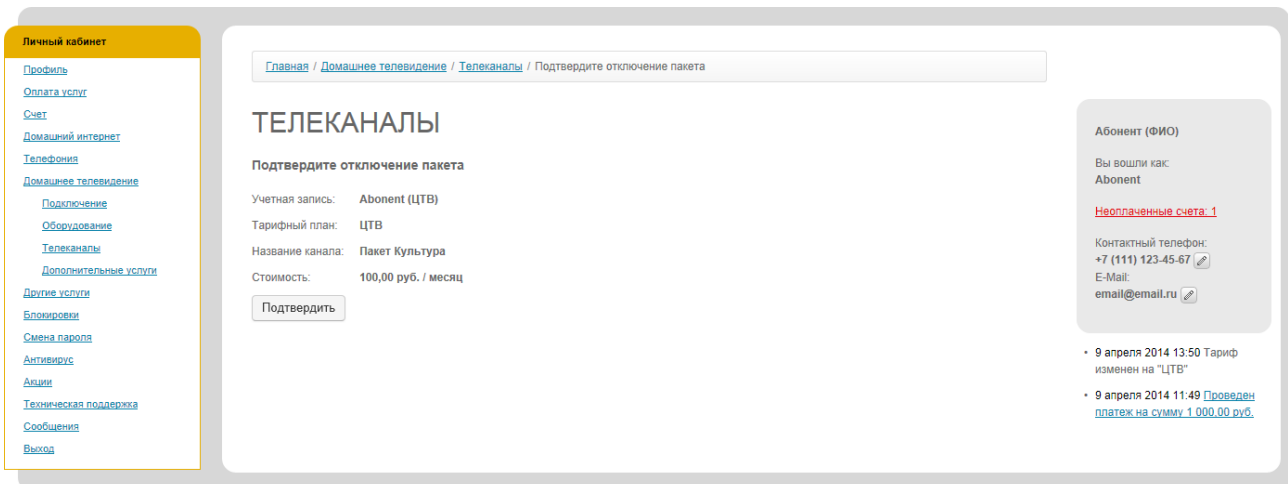 Личный кабинет
Профиль
Оплата услуг
Счет
Домашний интернет
Телефония
Домашнее телевидение
Подключение
Оборудование
Телеканалы
Дополнительные услуги
Другие услуги
Блокировки
Смена пароля
Антивирус
Акции
Техническая поддержка
Сообщения
Выход
Главная / Домашнее телевидение / Телеканалы / Подтвердите отключение пакета
ТЕЛЕКАНАЛЫ
Подтвердите отключение пакета
Учетная запись: Abonent (ЦТВ)
Тарифный план: ЦТВ
Название канала: Пакет Культура
Стоимость: 100,00 руб. / месяц
Подтвердить
Абонент (ФИО)
Вы вошли как:
Abonent
Неоплаченные счета: 1
Контактный телефон:
+7 (111) 123-45-67
E-Mail:
email@email.ru
• 9 апреля 2014 13:50 Тариф
изменен на "ЦТВ"
• 9 апреля 2014 11:49 Проведен
платеж на сумму 1 000,00 руб.